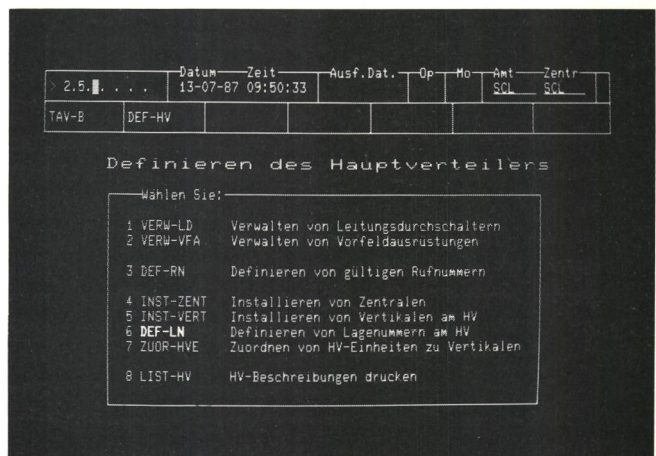 Datum Zeit Ausf.Dat. Op Mo Amt Zentr
> 2.5. . . . . 13-07-87 09:50:33 SCL SCL
TAV-B DEF-HV
Definieren des Hauptverteilers
Wählen Sie:
1 VERW-LD Verwalten von Leitungsdurchschaltern
2 VERW-VFA Verwalten von Vorfeldausrüstungen
3 DEF-RN Definieren von gültigen Rufnummern
4 INST-ZENT Installieren von Zentralen
5 INST-VERT Installieren von Vertikalen am HV
6 DEF-LN Definieren von Lagenummern am HV
7 ZUOR-HVE Zuordnen von HV-Einheiten zu Vertikalen
8 LIST-HV HV-Beschreibungen drucken